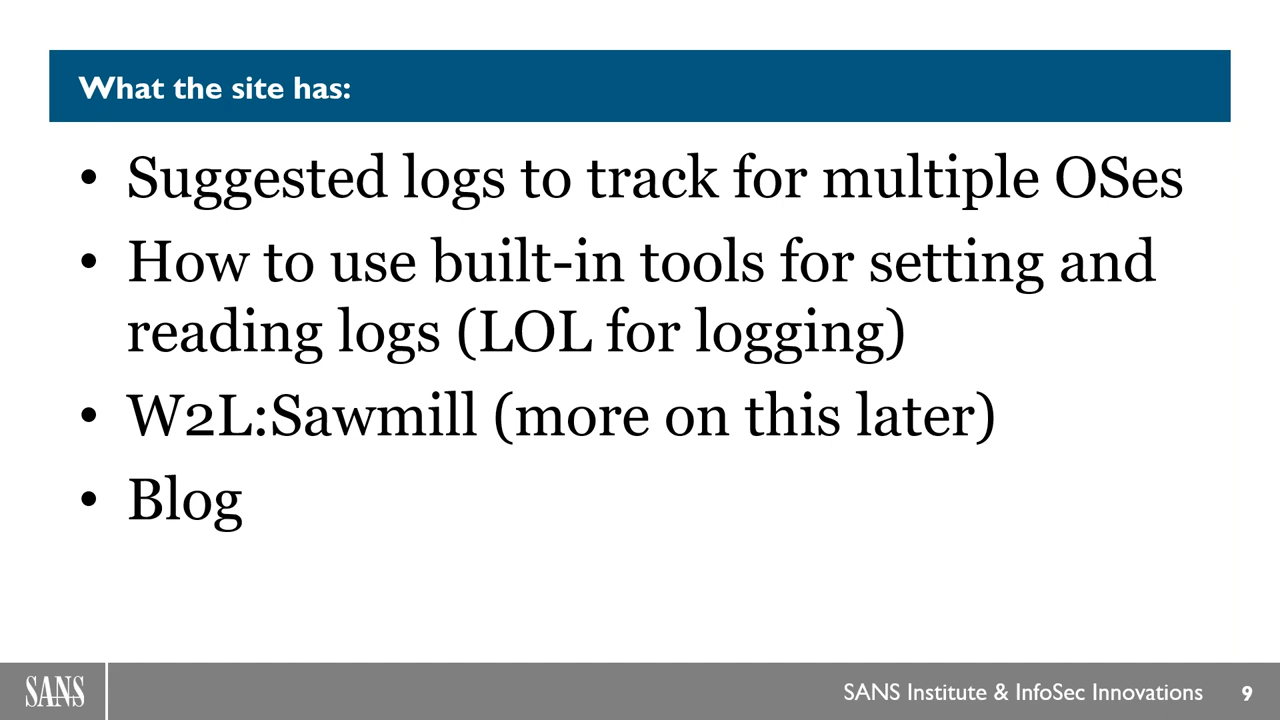 What the site has:
• Suggested logs to track for multiple OSes
• How to use built-in tools for setting and
reading logs (LOL for logging)
• W2L:Sawmill (more on this later)
• Blog
SANS
SANS Institute & InfoSec Innovations
9